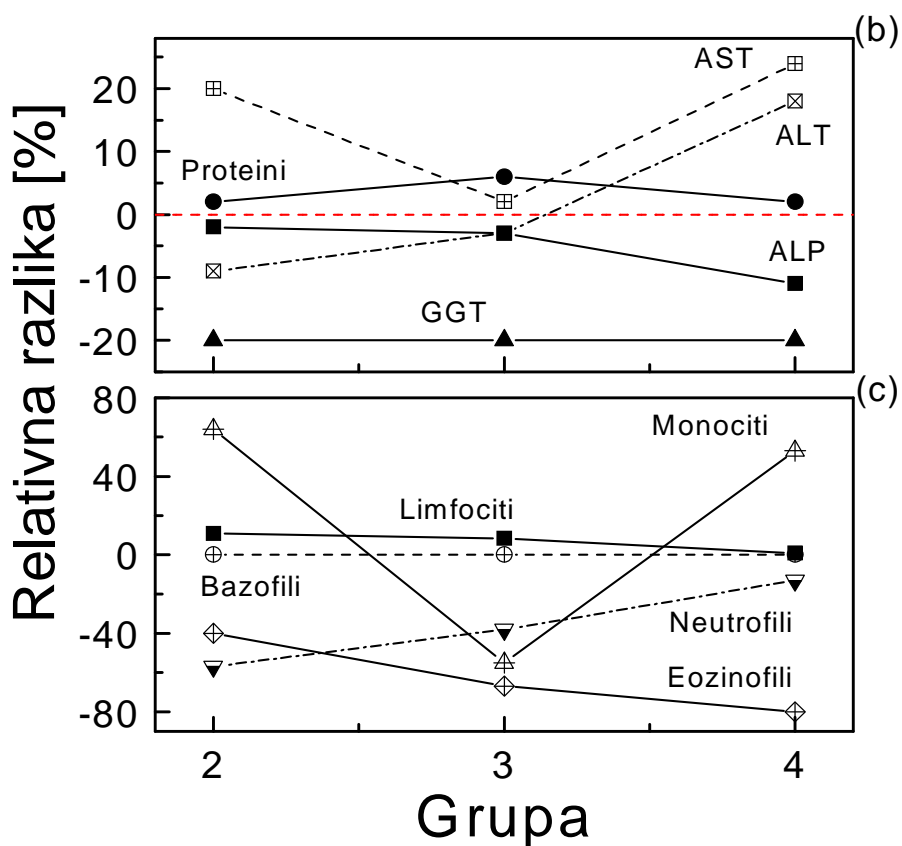 (b)
Relativna razlika [%]
20
10
0
-10
-20
AST
ALT
Proteini
ALP
GGT
(c)
80
40
0
-40
-80
Monociti
Limfociti
Bazofili
Neutrofili
Eozinofili
2 3 4
Grupa